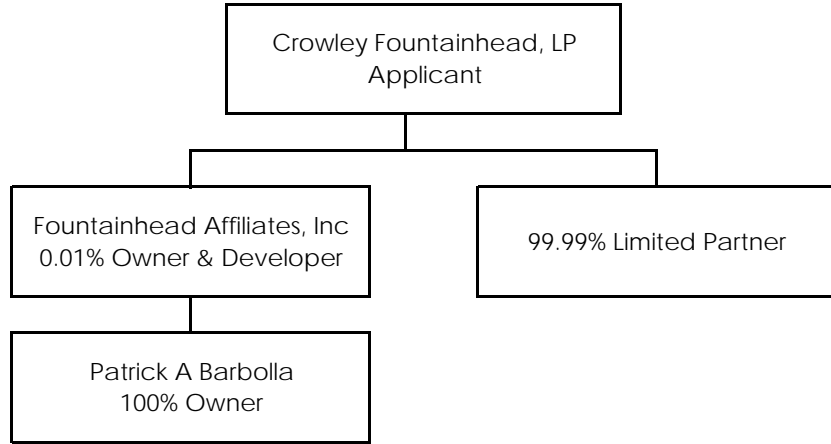 Crowley Fountainhead, LP
Applicant
Fountainhead Affiliates, Inc
0.01% Owner & Developer
99.99% Limited Partner
Patrick A Barbolla
100% Owner